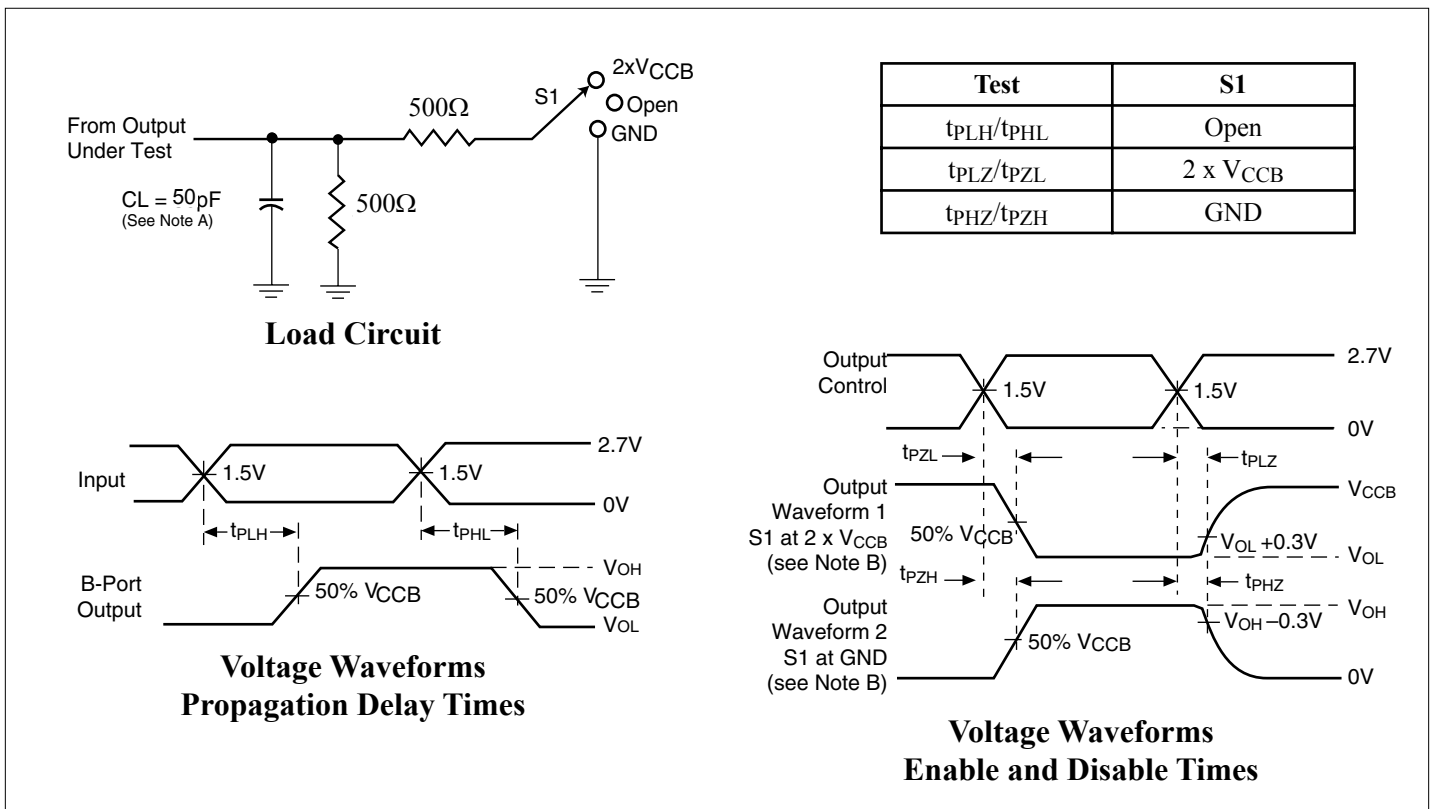 2xVCCB
S1
Open
GND
500Ω
From Output
Under Test
CL = 50pF
(See Note A)
500Ω
Load Circuit
Test S1
tPLH/tPHL Open
tPLZ/tPZL 2 x VCCB
tPHZ/tPZH GND
Input
1.5V
1.5V
2.7V
0V
tPLH
tPHL
B-Port
Output
50% VCCB
50% VCCB
VOH
VOL
Voltage Waveforms
Propagation Delay Times
Output
Control
1.5V
1.5V
2.7V
0V
tPZL
tPLZ
Output
Waveform 1
S1 at 2 x VCCB
(see Note B)
50% VCCB
VCCB
VOL +0.3V
VOL
tPZH
tPHZ
Output
Waveform 2
S1 at GND
(see Note B)
50% VCCB
VOH
VOH –0.3V
0V
Voltage Waveforms
Enable and Disable Times